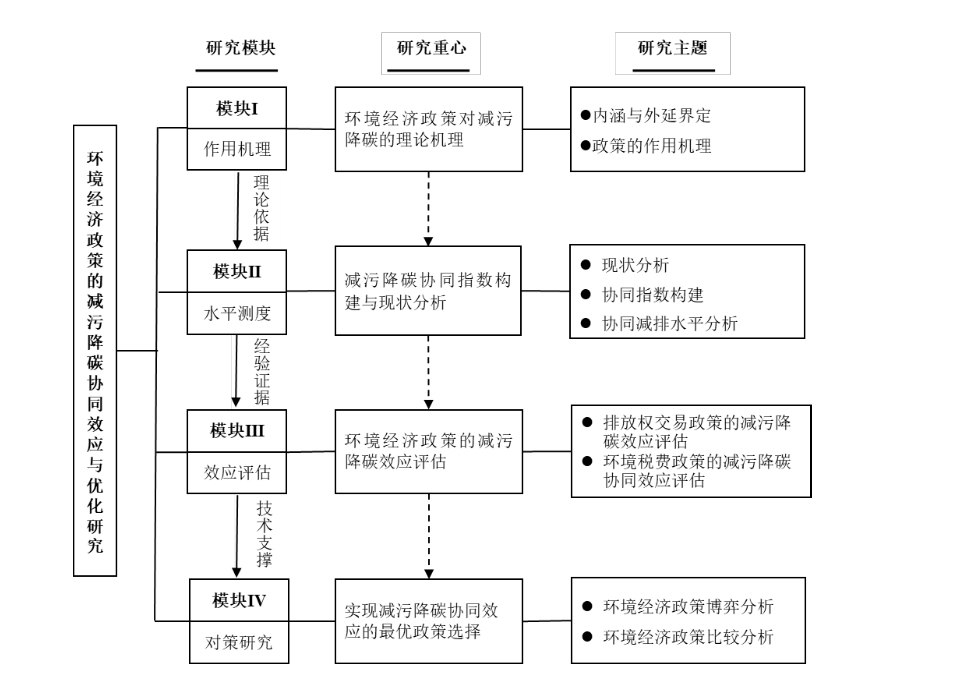 研究模块
研究重心
研究主题
环境经济政策的减污降碳协同效应与优化研究
模块I
作用机理
环境经济政策对减污
降碳的理论机理
●内涵与外延界定
●政策的作用机理
理论依据
模块II
水平测度
减污降碳协同指数构
建与现状分析
● 现状分析
● 协同指数构建
● 协同减排水平分析
经验证据
模块III
效应评估
环境经济政策的减污
降碳效应评估
● 排放权交易政策的减污降
碳效应评估
● 环境税费政策的减污降碳
协同效应评估
技术支撑
模块IV
对策研究
实现减污降碳协同效
应的最优政策选择
● 环境经济政策博弈分析
● 环境经济政策比较分析